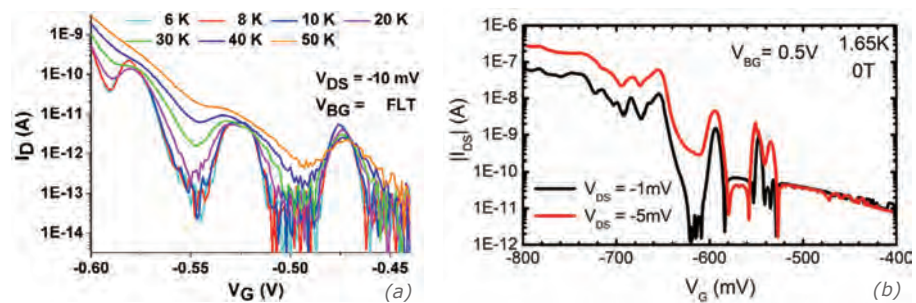 6 K 8 K 10 K 20 K
30 K 40 K 50 K
V_DS = -10 mV
V_BG = FLT
1E-9
1E-10
1E-11
1E-12
1E-13
1E-14
I_D (A)
-0.60 -0.55 -0.50 -0.45
V_G (V)
(a)
1E-6
1E-7
1E-8
1E-9
1E-10
1E-11
1E-12
|I_DS| (A)
V_BG = 0.5V
1.65K
0T
V_DS = -1mV
V_DS = -5mV
-800 -700 -600 -500 -400
V_G (mV)
(b)